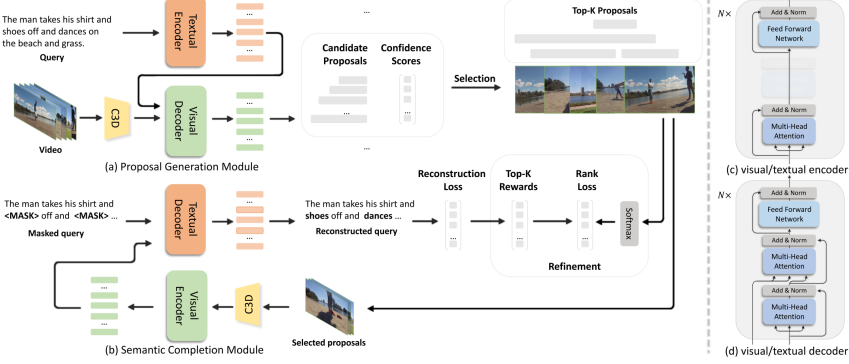 The man takes his shirt and
shoes off and dances on
the beach and grass.
Query
Textual
Encoder
...
...
Video
C3D
Visual
Decoder
...
(a) Proposal Generation Module
Candidate
Proposals
Confidence
Scores
...
...
...
Selection
Top-K Proposals
The man takes his shirt and
<MASK> off and <MASK> ...
Masked query
Textual
Decoder
...
The man takes his shirt and
shoes off and dances ...
Reconstructed query
Reconstruction
Loss
...
Top-K
Rewards
...
Rank
Loss
...
Softmax
Refinement
...
Visual
Encoder
C3D
Selected proposals
(b) Semantic Completion Module
N×
Add & Norm
Feed Forward
Network
Add & Norm
Multi-Head
Attention
(c) visual/textual encoder
N×
Add & Norm
Feed Forward
Network
Add & Norm
Multi-Head
Attention
Add & Norm
Multi-Head
Attention
(d) visual/textual decoder